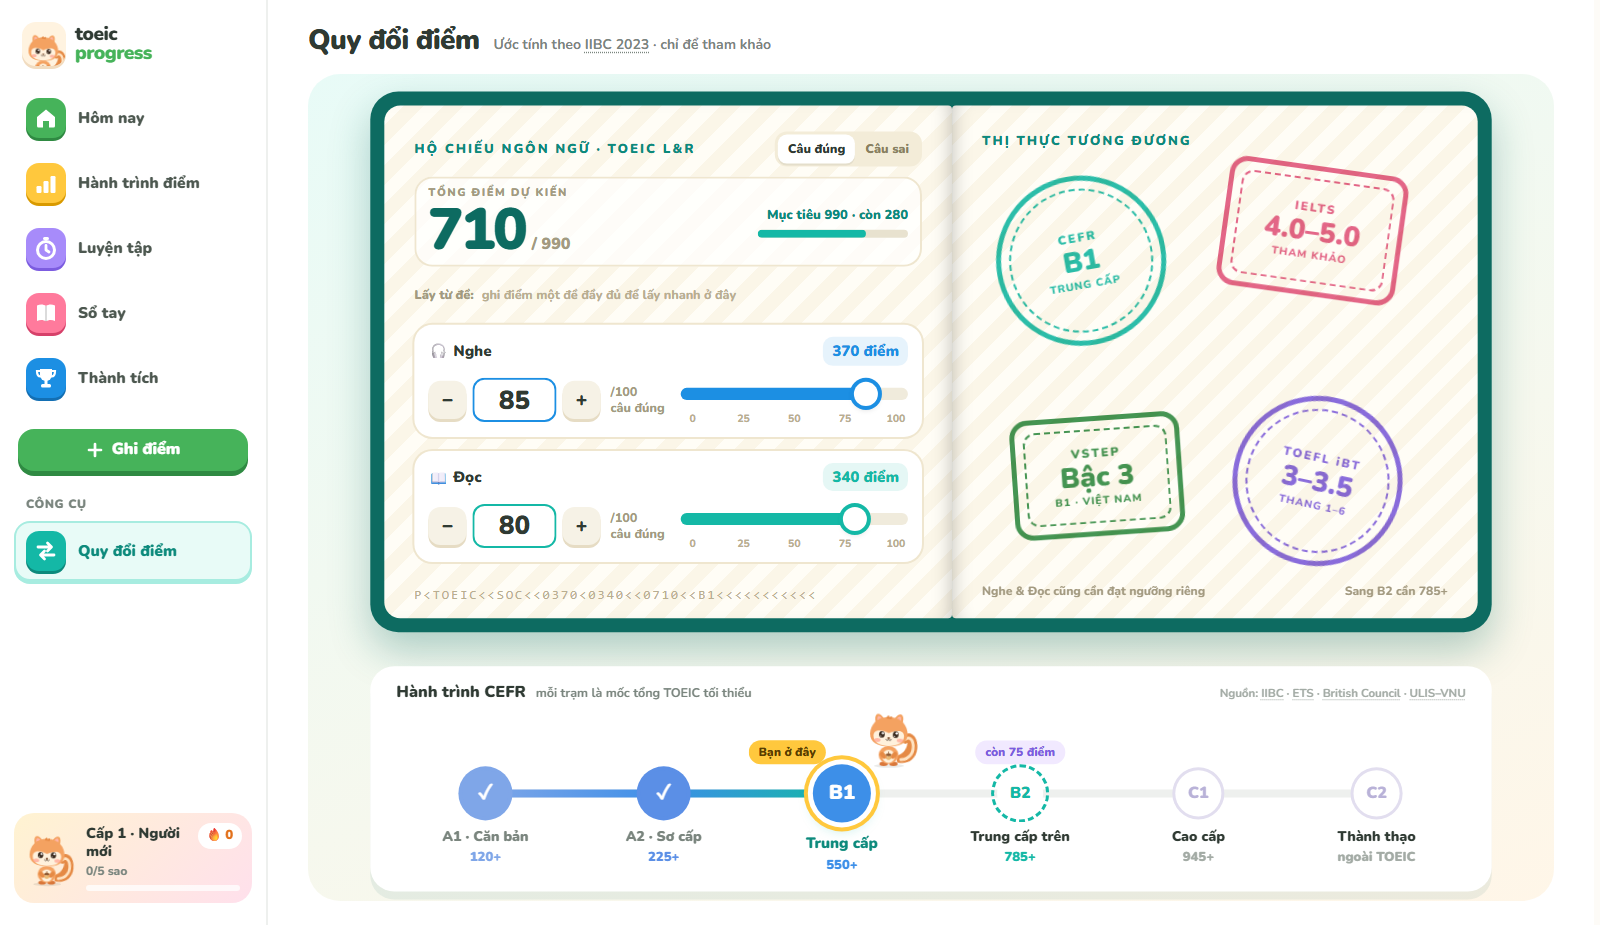 toeic
progress
Hôm nay
Hành trình điểm
Luyện tập
Sổ tay
Thành tích
+ Ghi điểm
CÔNG CỤ
Quy đổi điểm
Cấp 1 · Người mới
0
0/5 sao
Quy đổi điểm
Ước tính theo IIBC 2023 · chỉ để tham khảo
HỘ CHIẾU NGÔN NGỮ · TOEIC L&R
Câu đúng
Câu sai
TỔNG ĐIỂM DỰ KIẾN
710 / 990
Mục tiêu 990 · còn 280
Lấy từ đề: ghi điểm một đề đầy đủ để lấy nhanh ở đây
Nghe
370 điểm
− 85 +
/100
câu đúng
0 25 50 75 100
Đọc
340 điểm
− 80 +
/100
câu đúng
0 25 50 75 100
P<TOEIC<<SOC<<0370<0340<<0710<<B1<<<<<<<<<<<
THỊ THỰC TƯƠNG ĐƯƠNG
CEFR
B1
TRUNG CẤP
IELTS
4.0–5.0
THAM KHẢO
VSTEP
Bậc 3
B1 · VIỆT NAM
TOEFL iBT
3–3.5
THANG 1–6
Nghe & Đọc cũng cần đạt ngưỡng riêng
Sang B2 cần 785+
Hành trình CEFR
mỗi trạm là mốc tổng TOEIC tối thiểu
Nguồn: IIBC · ETS · British Council · ULIS–VNU
Bạn ở đây
còn 75 điểm
✓ ✓ B1 B2 C1 C2
A1 · Căn bản
120+
A2 · Sơ cấp
225+
Trung cấp
550+
Trung cấp trên
785+
Cao cấp
945+
Thành thạo
ngoài TOEIC